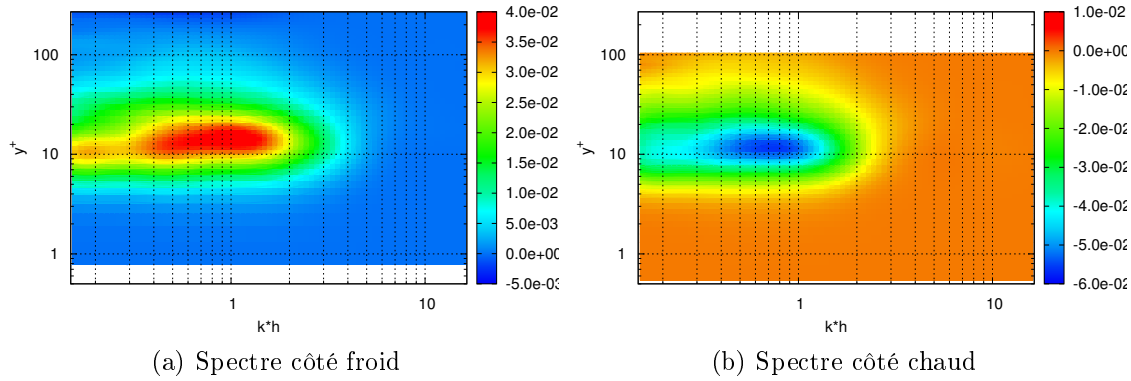 100
10
1
y+
1
10
k*h
4.0e-02
3.5e-02
3.0e-02
2.5e-02
2.0e-02
1.5e-02
1.0e-02
5.0e-03
0.0e+00
-5.0e-03
(a) Spectre côté froid
100
10
1
y+
1
10
k*h
1.0e-02
0.0e+00
-1.0e-02
-2.0e-02
-3.0e-02
-4.0e-02
-5.0e-02
-6.0e-02
(b) Spectre côté chaud